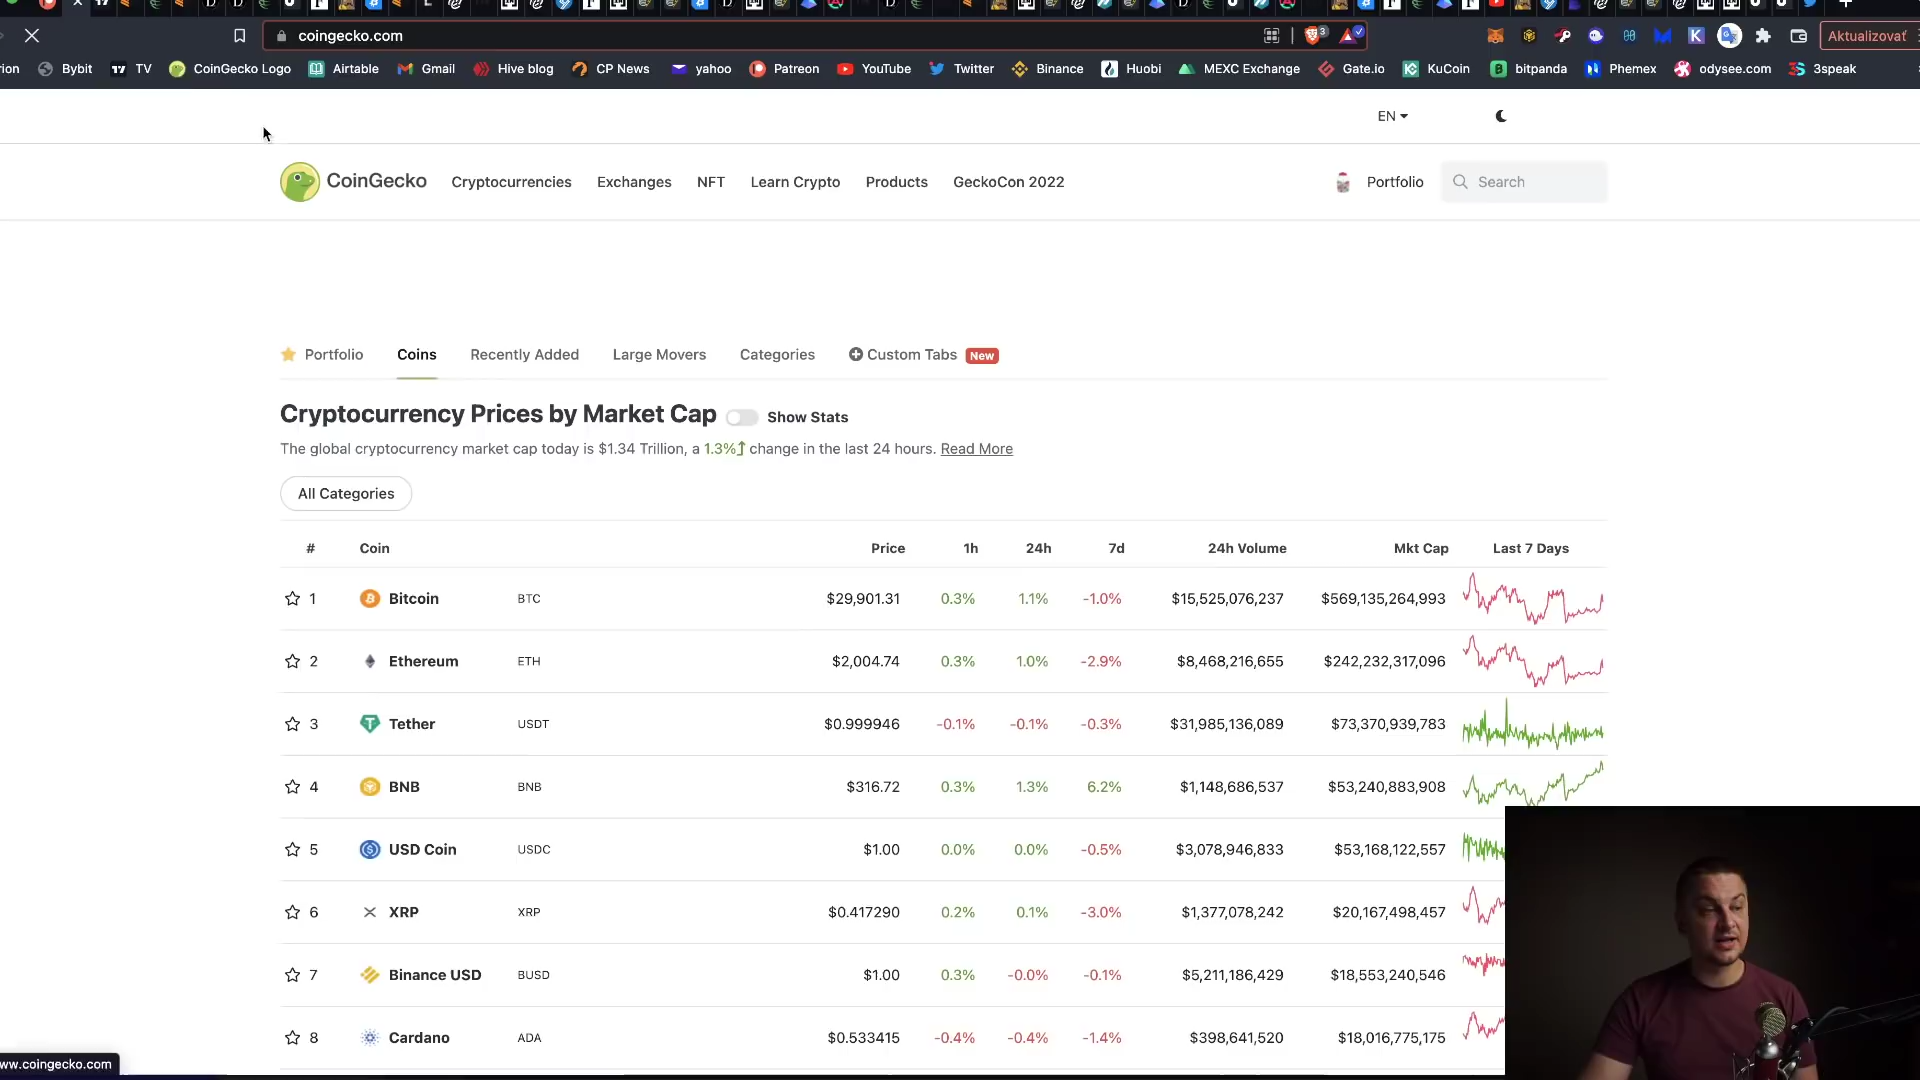 coingecko.com
3
Aktualizovať
rion
Bybit
TV
CoinGecko Logo
Airtable
Gmail
Hive blog
CP News
yahoo
Patreon
YouTube
Twitter
Binance
Huobi
MEXC Exchange
Gate.io
KuCoin
bitpanda
Phemex
odysee.com
3speak
EN
CoinGecko
Cryptocurrencies
Exchanges
NFT
Learn Crypto
Products
GeckoCon 2022
Portfolio
Search
Portfolio
Coins
Recently Added
Large Movers
Categories
Custom Tabs
New
Cryptocurrency Prices by Market Cap
Show Stats
The global cryptocurrency market cap today is $1.34 Trillion, a 1.3% change in the last 24 hours. Read More
All Categories
# Coin Price 1h 24h 7d 24h Volume Mkt Cap Last 7 Days
1 Bitcoin BTC $29,901.31 0.3% 1.1% -1.0% $15,525,076,237 $569,135,264,993
2 Ethereum ETH $2,004.74 0.3% 1.0% -2.9% $8,468,216,655 $242,232,317,096
3 Tether USDT $0.999946 -0.1% -0.1% -0.3% $31,985,136,089 $73,370,939,783
4 BNB BNB $316.72 0.3% 1.3% 6.2% $1,148,686,537 $53,240,883,908
5 USD Coin USDC $1.00 0.0% 0.0% -0.5% $3,078,946,833 $53,168,122,557
6 XRP XRP $0.417290 0.2% 0.1% -3.0% $1,377,078,242 $20,167,498,457
7 Binance USD BUSD $1.00 0.3% -0.0% -0.1% $5,211,186,429 $18,553,240,546
8 Cardano ADA $0.533415 -0.4% -0.4% -1.4% $398,641,520 $18,016,775,175
ww.coingecko.com